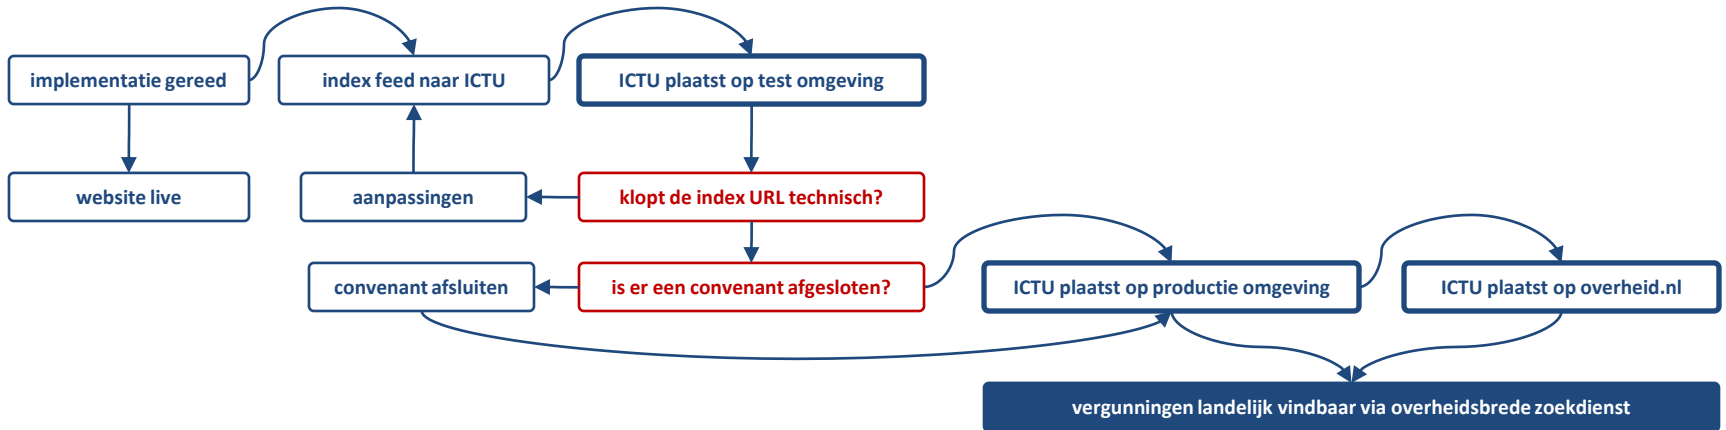 implementatie gereed
index feed naar ICTU
ICTU plaatst op test omgeving
website live
aanpassingen
klopt de index URL technisch?
convenant afsluiten
is er een convenant afgesloten?
ICTU plaatst op productie omgeving
ICTU plaatst op overheid.nl
vergunningen landelijk vindbaar via overheidsbrede zoekdienst